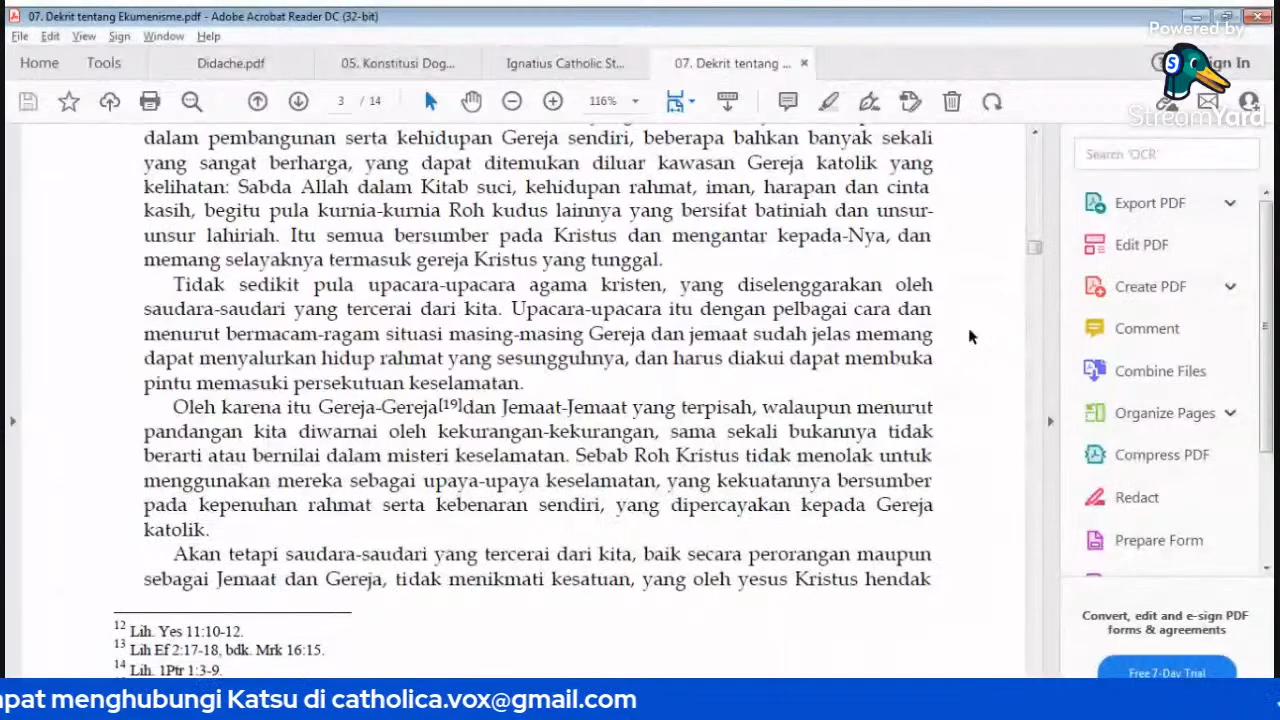 07. Dekrit tentang Ekumenisme.pdf - Adobe Acrobat Reader DC (32-bit)
Powered by
File Edit View Sign Window Help
Home Tools Didache.pdf 05. Konstitusi Dog... Ignatius Catholic St... 07. Dekrit tentang ... × gn In
3 / 14 116%
StreamYard
dalam pembangunan serta kehidupan Gereja sendiri, beberapa bahkan banyak sekali
yang sangat berharga, yang dapat ditemukan diluar kawasan Gereja katolik yang
kelihatan: Sabda Allah dalam Kitab suci, kehidupan rahmat, iman, harapan dan cinta
kasih, begitu pula kurnia-kurnia Roh kudus lainnya yang bersifat batiniah dan unsur-
unsur lahiriah. Itu semua bersumber pada Kristus dan mengantar kepada-Nya, dan
memang selayaknya termasuk gereja Kristus yang tunggal.
Tidak sedikit pula upacara-upacara agama kristen, yang diselenggarakan oleh
saudara-saudari yang tercerai dari kita. Upacara-upacara itu dengan pelbagai cara dan
menurut bermacam-ragam situasi masing-masing Gereja dan jemaat sudah jelas memang
dapat menyalurkan hidup rahmat yang sesungguhnya, dan harus diakui dapat membuka
pintu memasuki persekutuan keselamatan.
Oleh karena itu Gereja-Gereja[19]dan Jemaat-Jemaat yang terpisah, walaupun menurut
pandangan kita diwarnai oleh kekurangan-kekurangan, sama sekali bukannya tidak
berarti atau bernilai dalam misteri keselamatan. Sebab Roh Kristus tidak menolak untuk
menggunakan mereka sebagai upaya-upaya keselamatan, yang kekuatannya bersumber
pada kepenuhan rahmat serta kebenaran sendiri, yang dipercayakan kepada Gereja
katolik.
Akan tetapi saudara-saudari yang tercerai dari kita, baik secara perorangan maupun
sebagai Jemaat dan Gereja, tidak menikmati kesatuan, yang oleh yesus Kristus hendak
12 Lih. Yes 11:10-12.
13 Lih Ef 2:17-18, bdk. Mrk 16:15.
14 Lih. 1Ptr 1:3-9.
Search 'OCR'
Export PDF
Edit PDF
Create PDF
Comment
Combine Files
Organize Pages
Compress PDF
Redact
Prepare Form
Convert, edit and e-sign PDF
forms & agreements
Free 7-Day Trial
apat menghubungi Katsu di catholica.vox@gmail.com